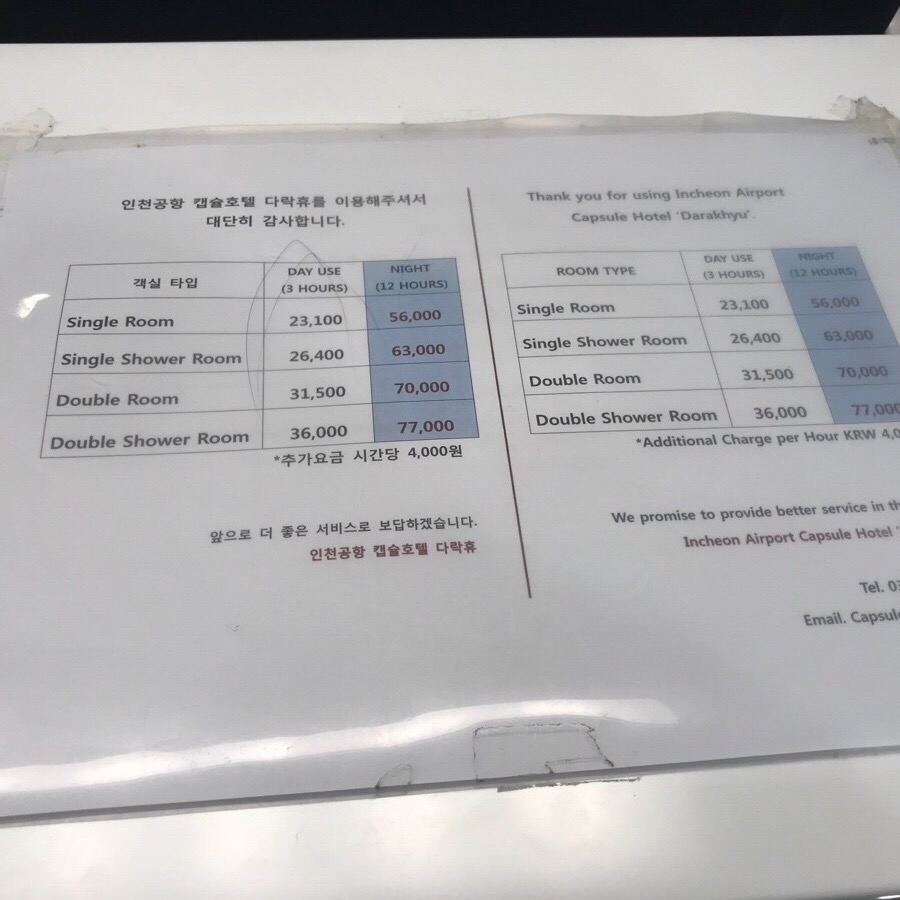 인천공항 캡슐호텔 다락휴를 이용해주셔서
대단히 감사합니다.
객실 타입 DAY USE (3 HOURS) NIGHT (12 HOURS)
Single Room 23,100 56,000
Single Shower Room 26,400 63,000
Double Room 31,500 70,000
Double Shower Room 36,000 77,000
*추가요금 시간당 4,000원
앞으로 더 좋은 서비스로 보답하겠습니다.
인천공항 캡슐호텔 다락휴
Thank you for using Incheon Airport
Capsule Hotel 'Darakhyu'.
ROOM TYPE DAY USE (3 HOURS) NIGHT (12 HOURS)
Single Room 23,100 56,000
Single Shower Room 26,400 63,000
Double Room 31,500 70,000
Double Shower Room 36,000 77,000
*Additional Charge per Hour KRW 4,0
We promise to provide better service in th
Incheon Airport Capsule Hotel '
Tel. 03
Email. Capsule